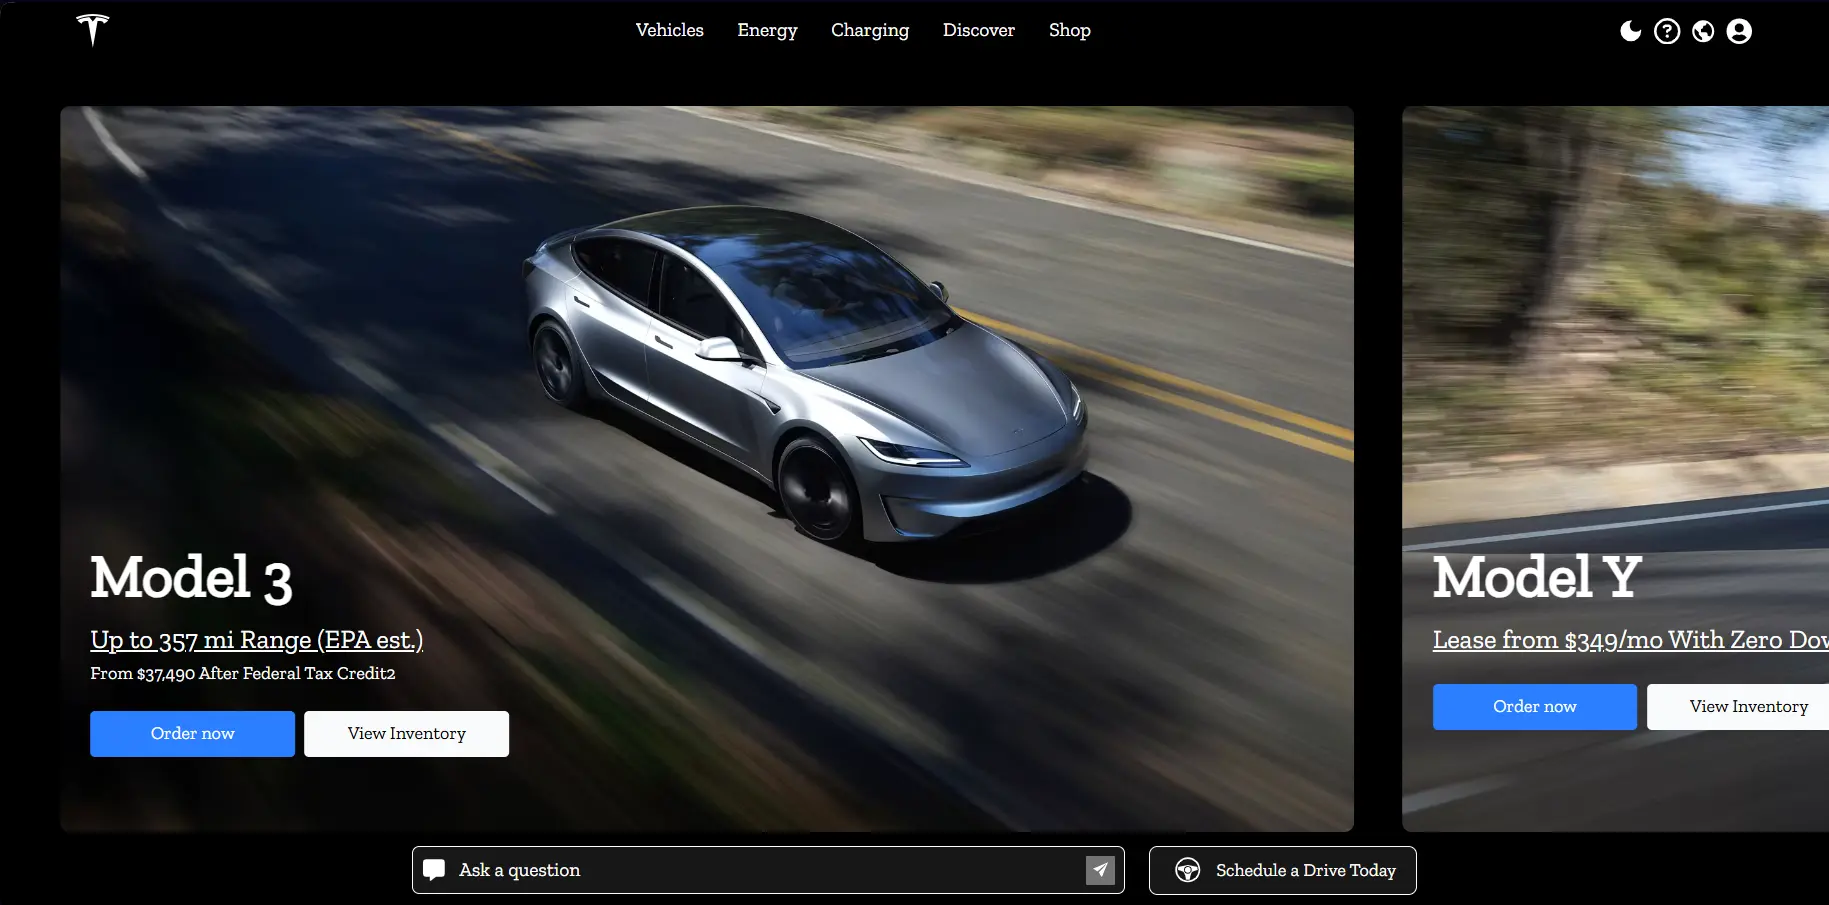 Vehicles Energy Charging Discover Shop
Model 3
Up to 357 mi Range (EPA est.)
From $37,490 After Federal Tax Credit2
Order now View Inventory
Model Y
Lease from $349/mo With Zero
Order now View Inventory
Ask a question
Schedule a Drive Today